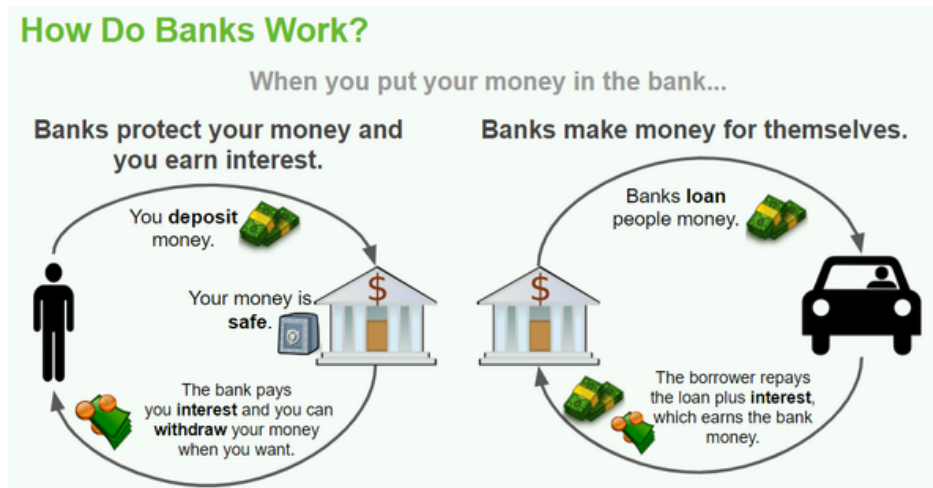 How Do Banks Work?
When you put your money in the bank...
Banks protect your money and
you earn interest.
You deposit
money.
$
Your money is
safe.
The bank pays
you interest and you can
withdraw your money
when you want.
Banks make money for themselves.
Banks loan
people money.
$
The borrower repays
the loan plus interest,
which earns the bank
money.